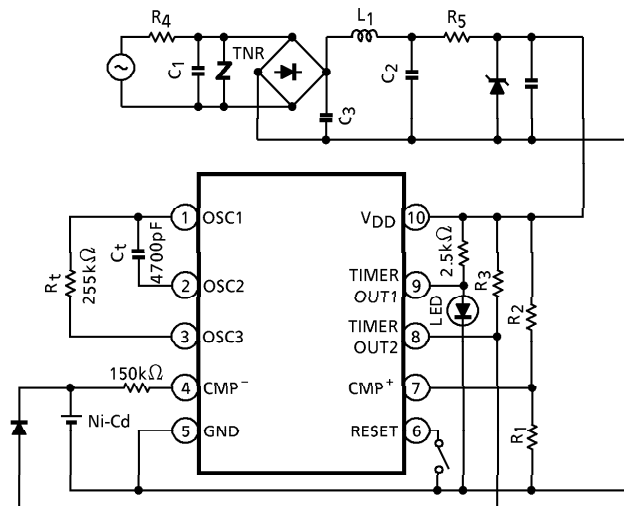 R4
L1
R5
C1
TNR
C2
C3
1
OSC1
VDD
10
Rt
255kΩ
Ct
4700pF
2.5kΩ
R3
R2
2
OSC2
TIMER
OUT1
9
LED
3
OSC3
TIMER
OUT2
8
150kΩ
4
CMP-
CMP+
7
Ni-Cd
5
GND
RESET
6
R1